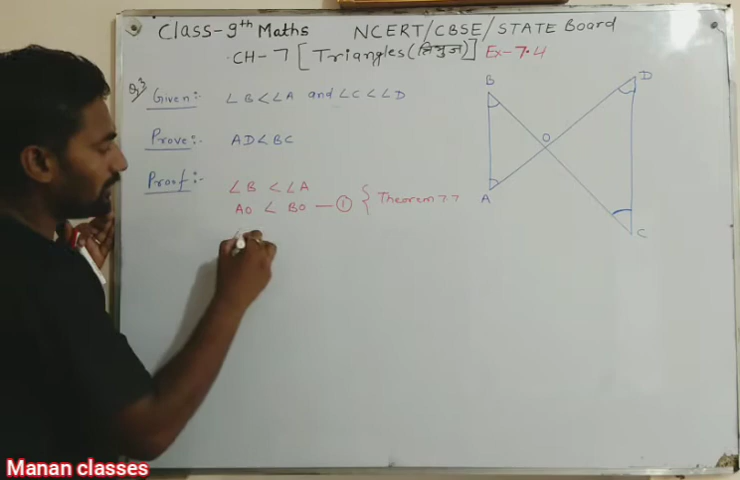 Class-9th Maths NCERT/CBSE/STATE Board
CH-7 [Triangles(त्रिभुज)] Ex-7.4
Q.3 Given:- ∠B<∠A and ∠C<∠D
Prove:- AD<BC
Proof:-
∠B <∠A
AO < BO — ① { Theorem 7.7
B
D
O
A
C
Manan classes